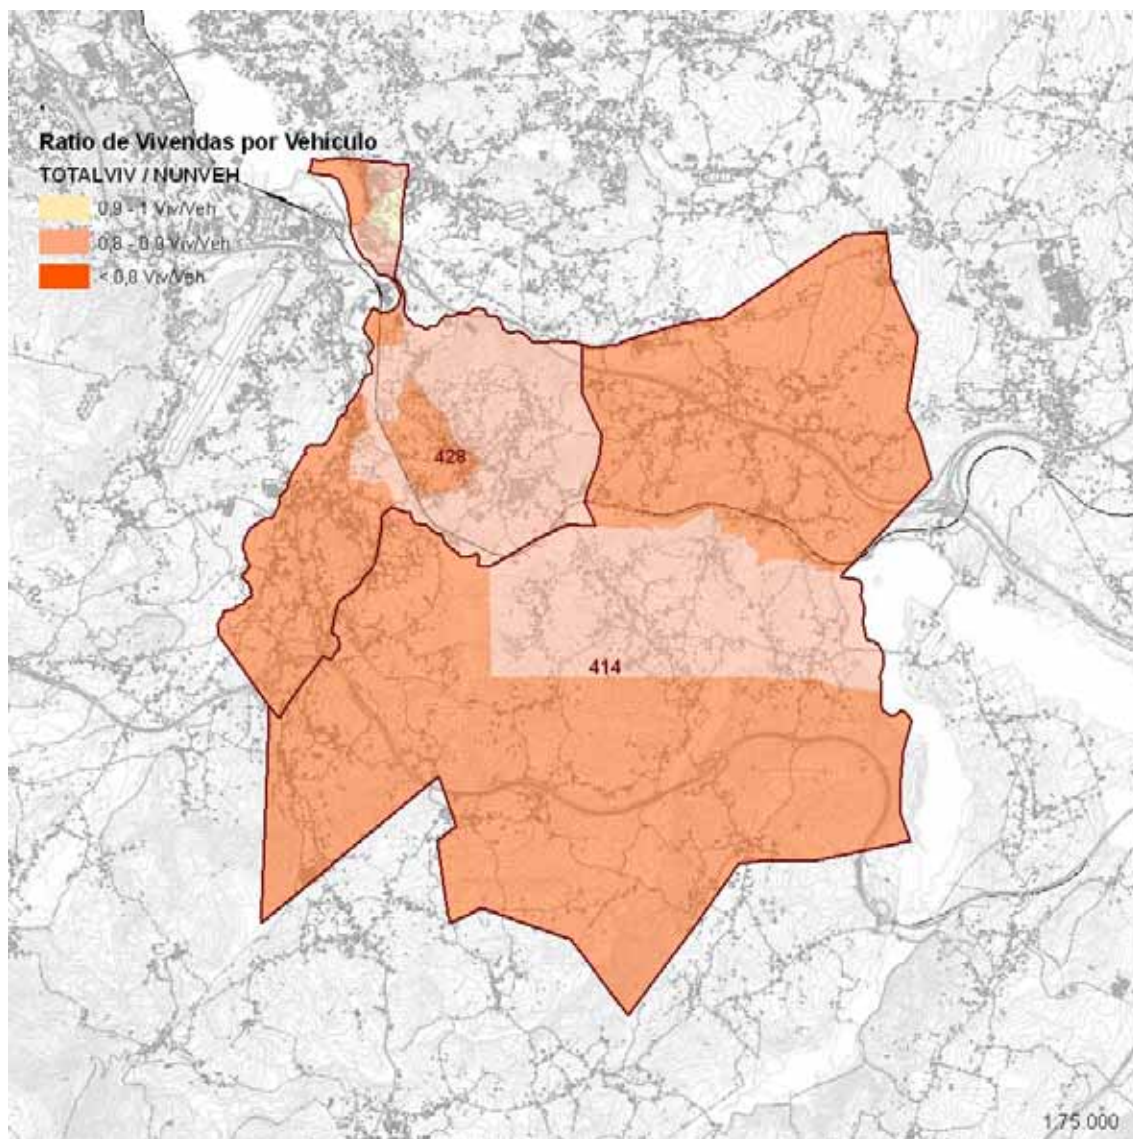 Ratio de Vivendas por Vehiculo
TOTALVIV / NUNVEH
0,9 - 1 Viv/Veh
0,8 - 0,9 Viv/Veh
< 0,8 Viv/Veh
428
414
1:75.000